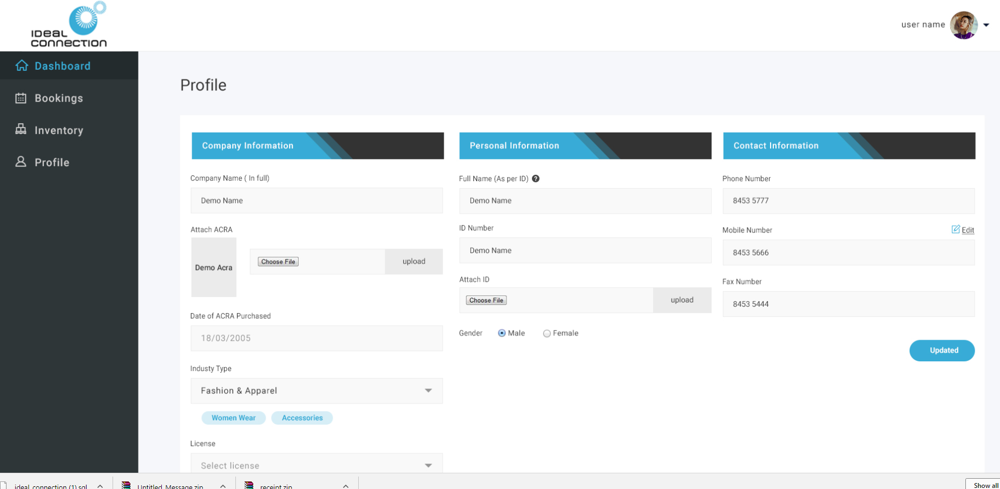 IDEAL
CONNECTION
user name
Dashboard
Bookings
Inventory
Profile
Profile
Company Information
Company Name ( In full)
Demo Name
Attach ACRA
Demo Acra
Choose File
upload
Date of ACRA Purchased
18/03/2005
Industy Type
Fashion & Apparel
Women Wear
Accessories
License
Select license
Personal Information
Full Name (As per ID) ?
Demo Name
ID Number
Demo Name
Attach ID
Choose File
upload
Gender
Male
Female
Contact Information
Phone Number
8453 5777
Mobile Number
Edit
8453 5666
Fax Number
8453 5444
Updated
ideal_connection (1).sql
Untitled_Message.zip
receipt.zip
Show all